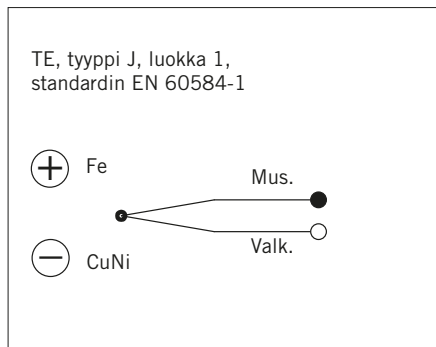 TE, tyyppi J, luokka 1,
standardin EN 60584-1
Fe
Mus.
Valk.
CuNi